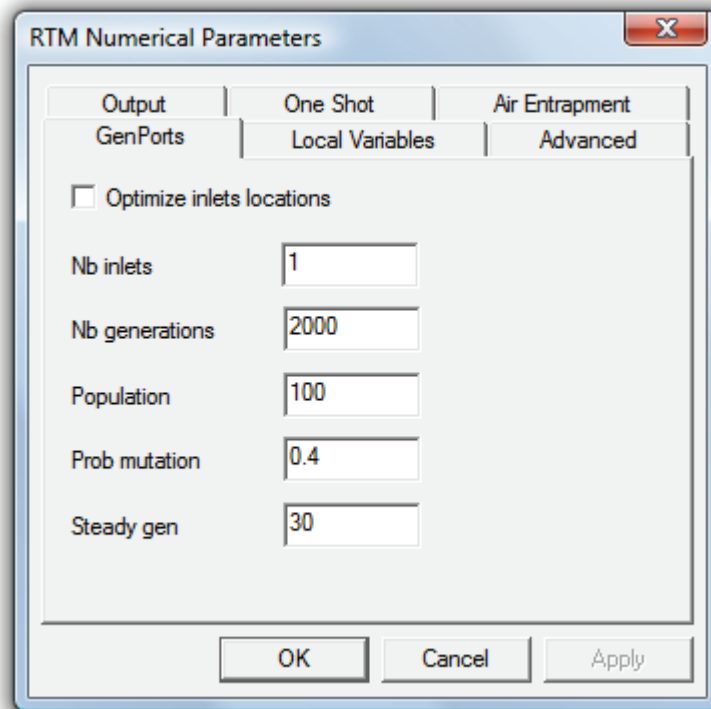 RTM Numerical Parameters
Output One Shot Air Entrapment
GenPorts Local Variables Advanced
Optimize inlets locations
Nb inlets 1
Nb generations 2000
Population 100
Prob mutation 0.4
Steady gen 30
OK Cancel Apply